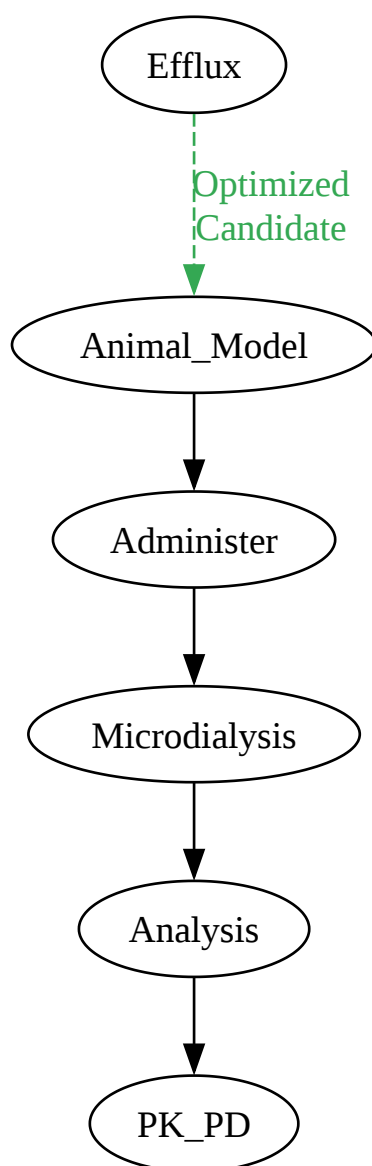 Efflux
Optimized
Candidate
Animal_Model
Administer
Microdialysis
Analysis
PK_PD